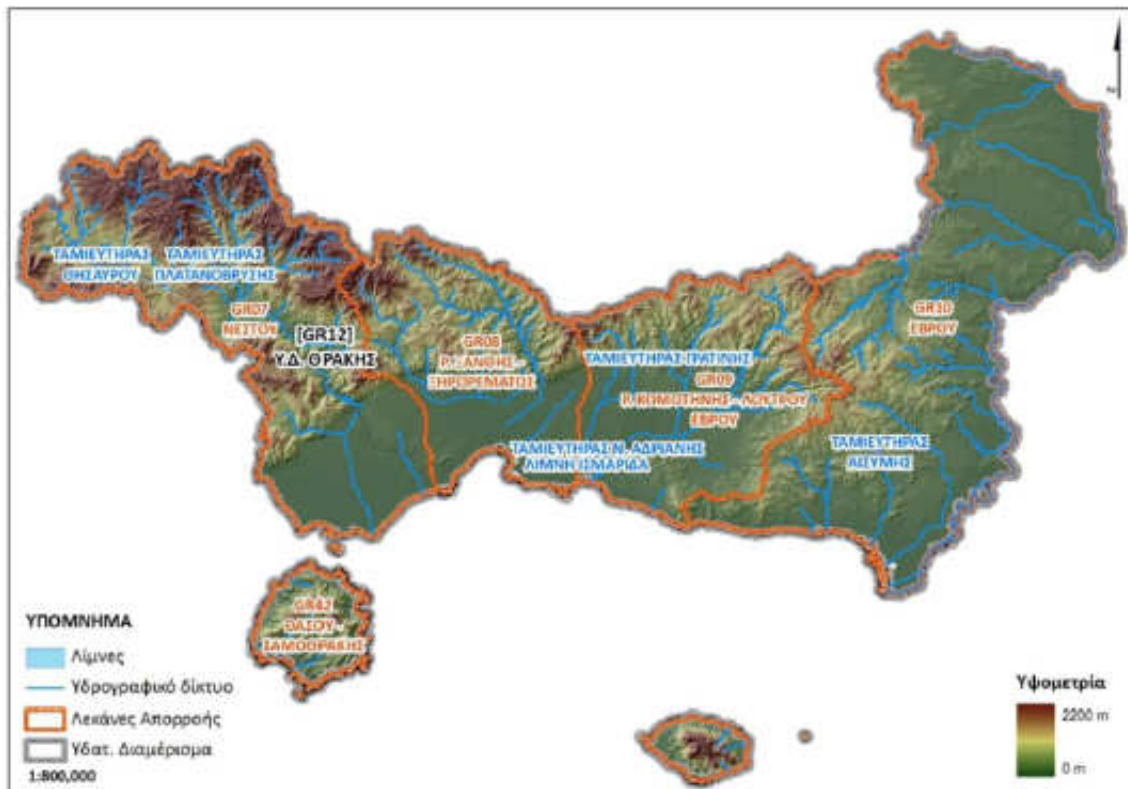 N
ΤΑΜΙΕΥΤΗΡΑΣ
ΘΗΣΑΥΡΟΥ
ΤΑΜΙΕΥΤΗΡΑΣ
ΠΛΑΤΑΝΟΒΡΥΣΗΣ
GR07
ΝΕΣΤΟΥ
[GR12]
Υ.Δ. ΘΡΑΚΗΣ
GR08
Ρ. ΞΑΝΘΗΣ -
ΞΗΡΟΡΕΜΑΤΟΣ
ΤΑΜΙΕΥΤΗΡΑΣ ΓΡΑΤΙΝΗΣ
GR09
Ρ. ΚΟΜΟΤΗΝΗΣ - ΛΟΥΤΡΟΥ
ΕΒΡΟΥ
GR10
ΕΒΡΟΥ
ΤΑΜΙΕΥΤΗΡΑΣ Ν. ΑΔΡΙΑΝΗΣ
ΛΙΜΝΗ ΙΣΜΑΡΙΔΑ
ΤΑΜΙΕΥΤΗΡΑΣ
ΑΙΣΥΜΗΣ
GR42
ΘΑΣΟΥ -
ΣΑΜΟΘΡΑΚΗΣ
ΥΠΟΜΝΗΜΑ
Λίμνες
Υδρογραφικό δίκτυο
Λεκάνες Απορροής
Υδατ. Διαμέρισμα
1:800,000
Υψομετρία
2200 m
0 m